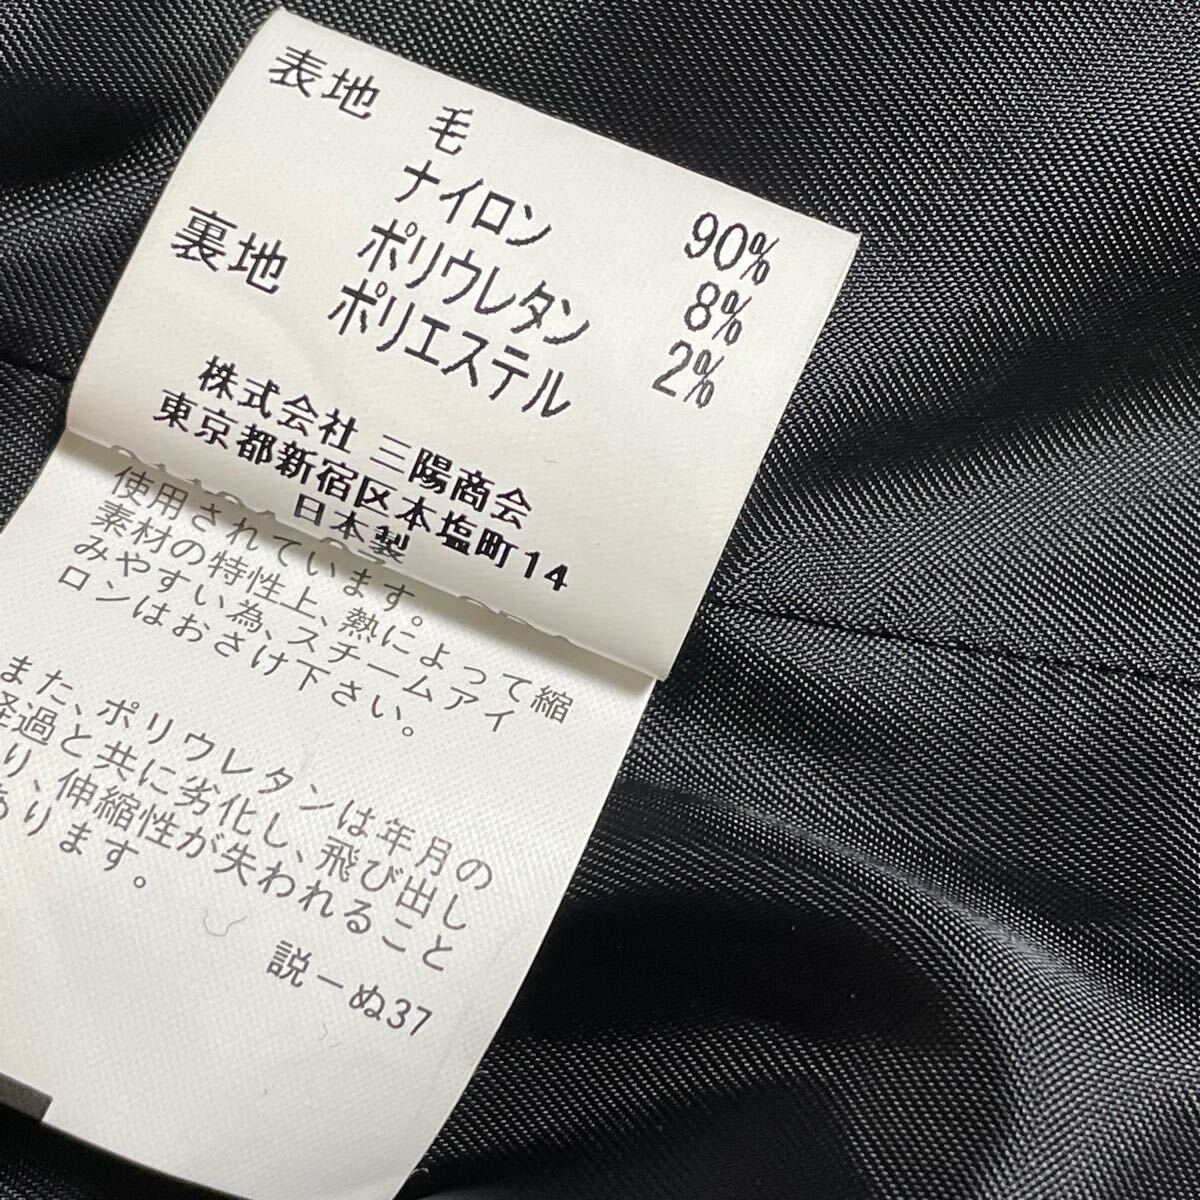 表地 毛 90%
ナイロン 8%
ポリウレタン 2%
裏地 ポリエステル
株式会社 三陽商会
東京都新宿区本塩町14
日本製
使用されています。
素材の特性上、熱によって縮
みやすい為、スチームアイ
ロンはおさけ下さい。
また、ポリウレタンは年月の
経過と共に劣化し、飛び出し
り、伸縮性が失われること
あります。
説ーぬ37